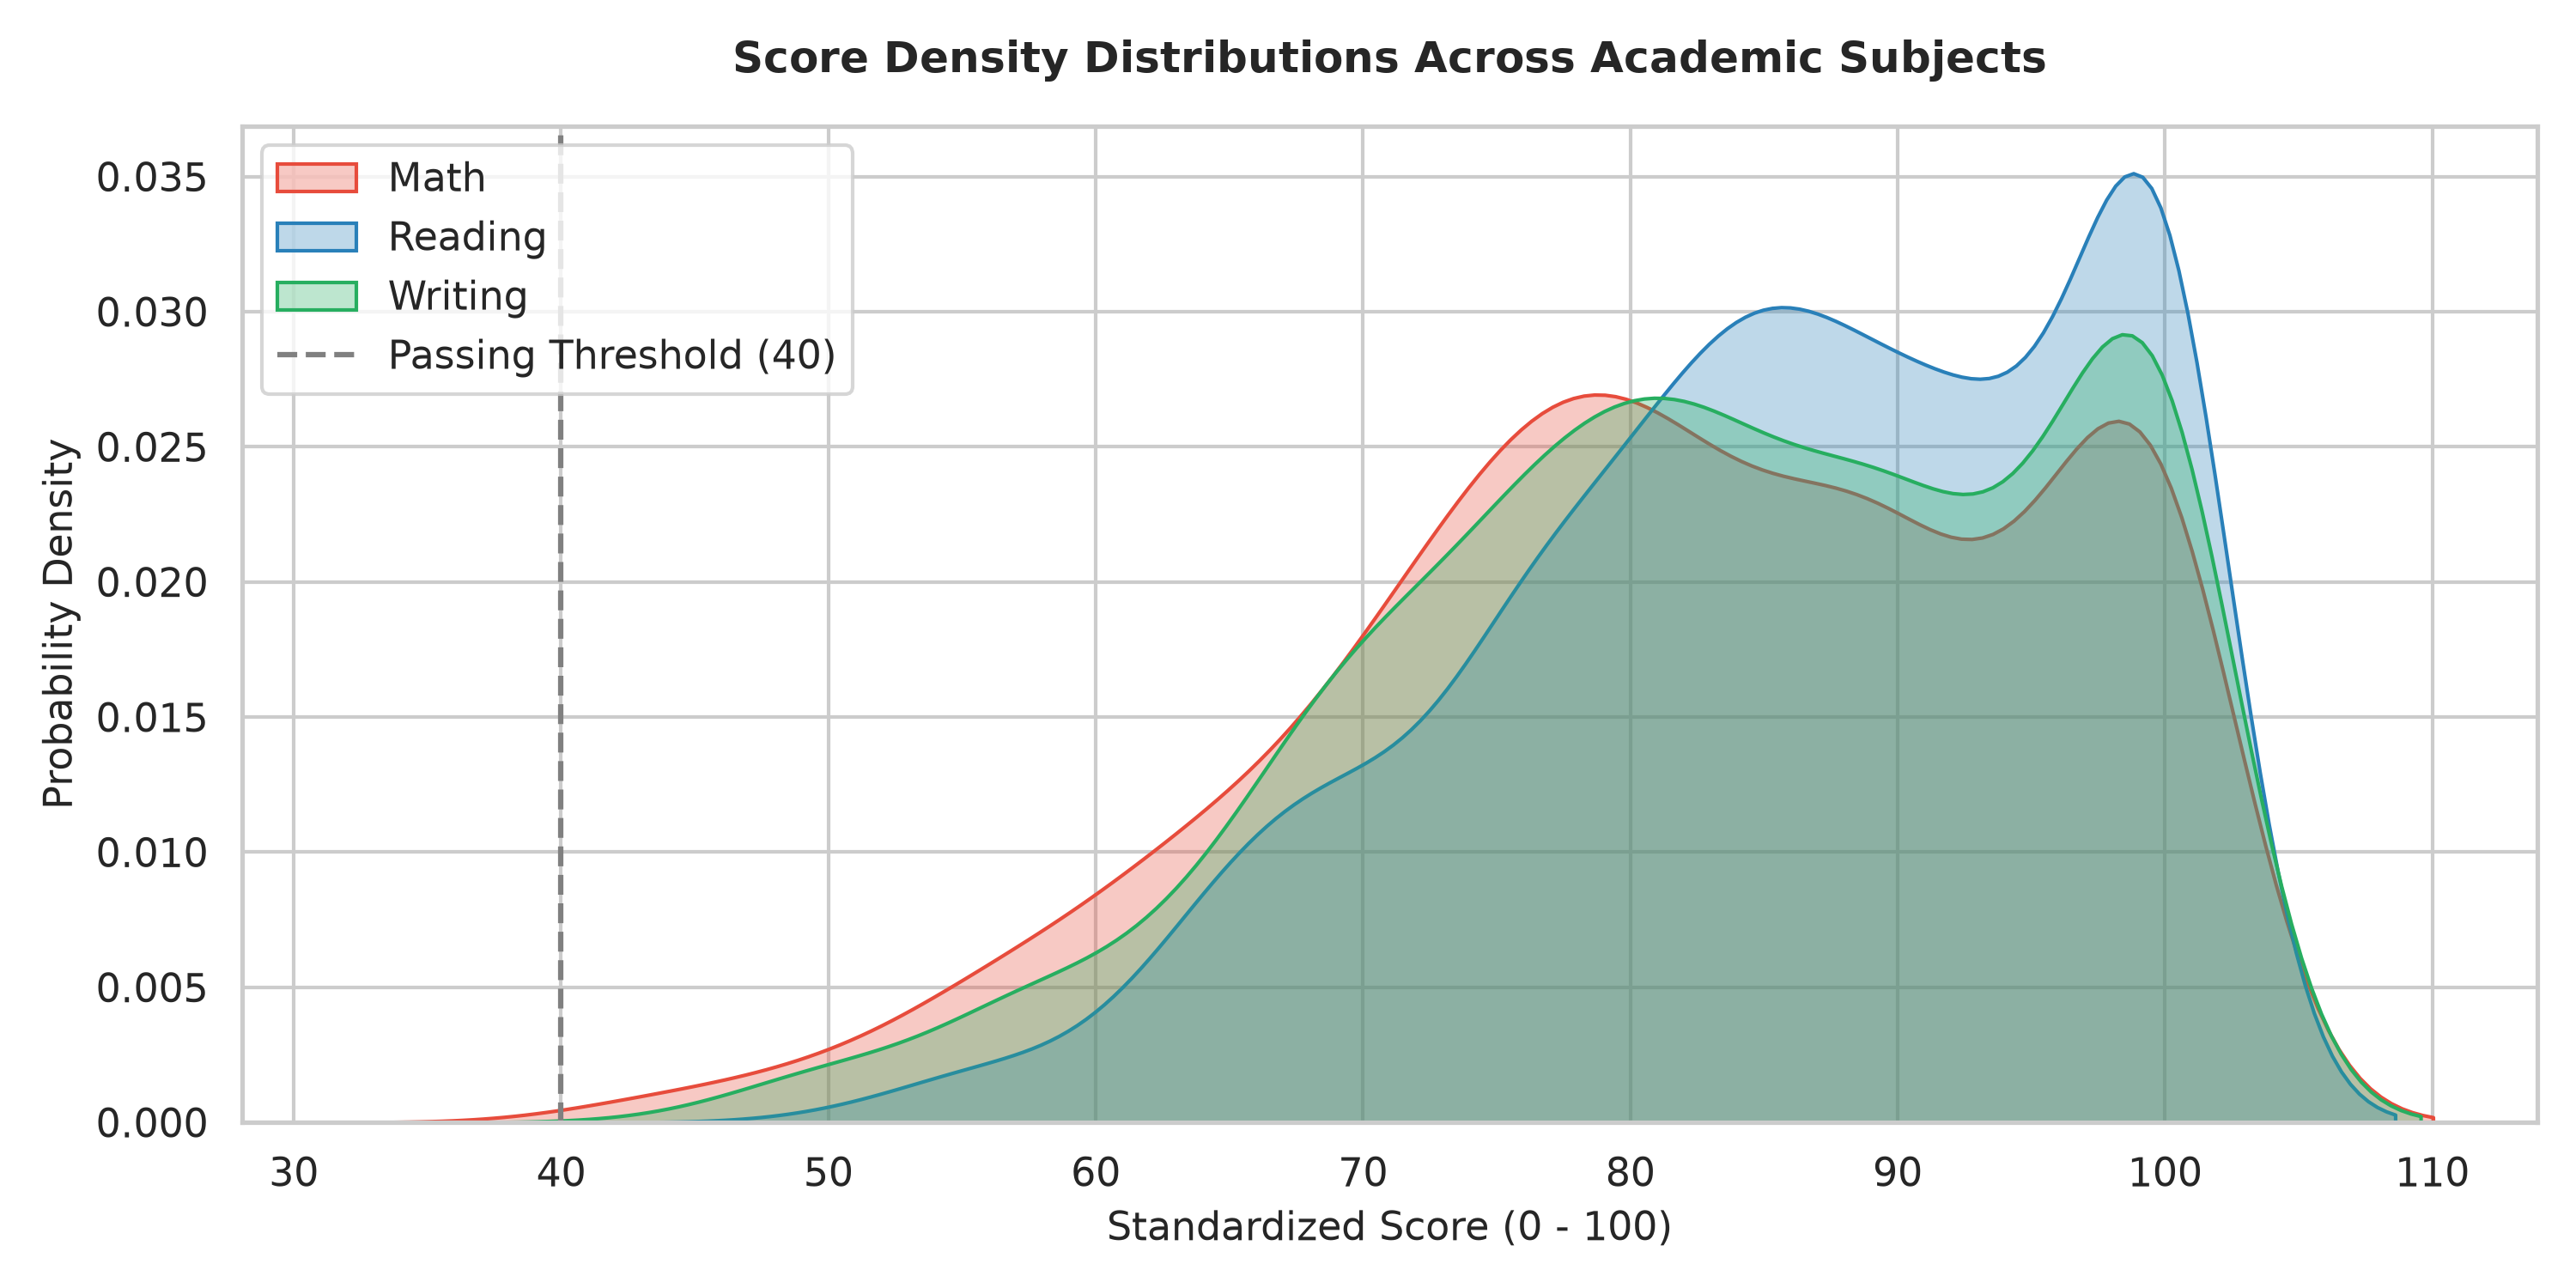 Score Density Distributions Across Academic Subjects
Math
Reading
Writing
Passing Threshold (40)
Probability Density
0.035
0.030
0.025
0.020
0.015
0.010
0.005
0.000
30 40 50 60 70 80 90 100 110
Standardized Score (0 - 100)